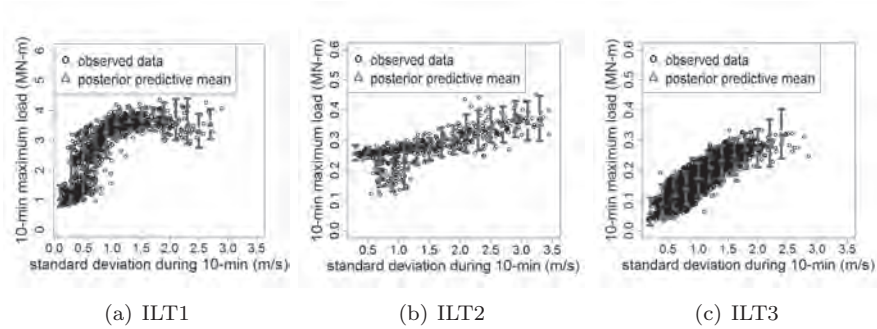 10-min maximum load (MN-m)
0 1 2 3 4 5 6
observed data
posterior predictive mean
0.0 0.5 1.0 1.5 2.0 2.5 3.0 3.5
standard deviation during 10-min (m/s)
(a) ILT1
10-min maximum load (MN-m)
0.0 0.1 0.2 0.3 0.4 0.5 0.6
observed data
posterior predictive mean
0.5 1.0 1.5 2.0 2.5 3.0 3.5
standard deviation during 10-min (m/s)
(b) ILT2
10-min maximum load (MN-m)
0.0 0.1 0.2 0.3 0.4 0.5 0.6
observed data
posterior predictive mean
0.5 1.0 1.5 2.0 2.5 3.0 3.5
standard deviation during 10-min (m/s)
(c) ILT3